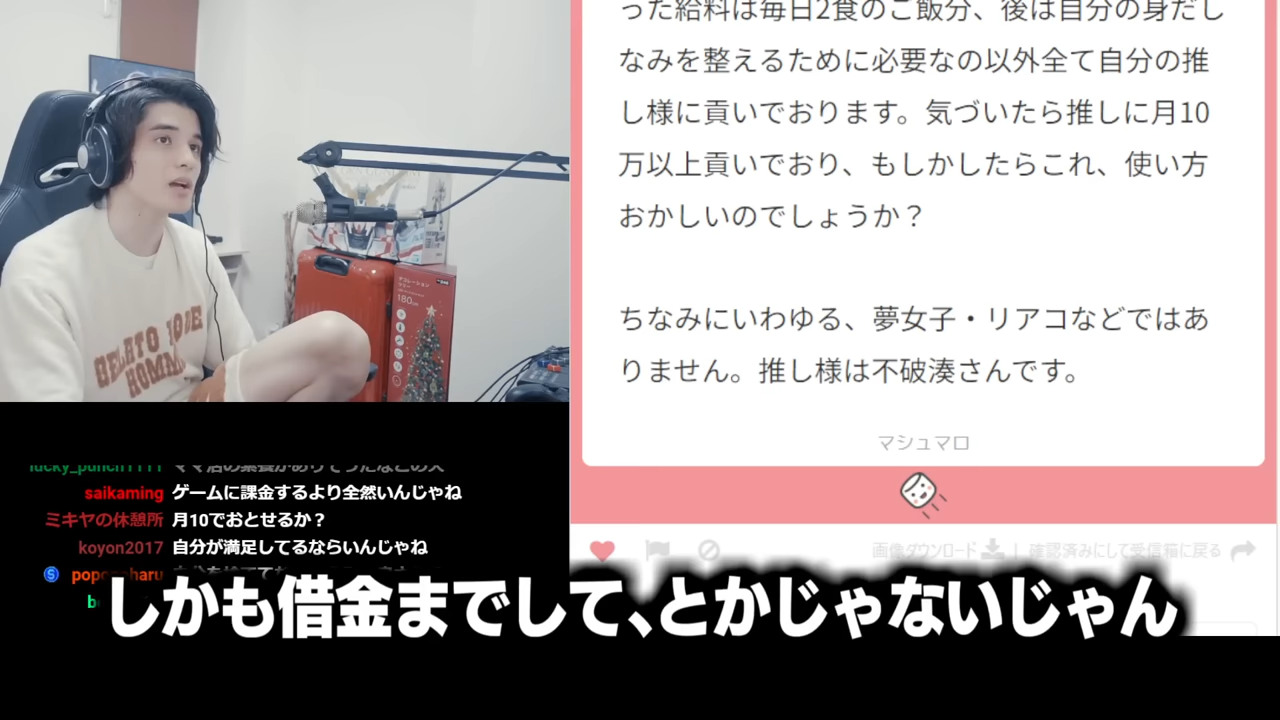 った給料は毎日2食のご飯分、後は自分の身だし
なみを整えるために必要なの以外全て自分の推
し様に貢いでおります。気づいたら推しに月10
万以上貢いでおり、もしかしたらこれ、使い方
おかしいのでしょうか？
ちなみにいわゆる、夢女子・リアコなどではあ
りません。推し様は不破湊さんです。
マシュマロ
画像ダウンロード | 確認済みにして受信箱に戻る
180cm
HOMME
lucky_punch1111
saikaming ゲームに課金するより全然いんじゃね
ミキヤの休憩所 月10でおとせるか？
koyon2017 自分が満足してるならいんじゃね
しかも借金までして、とかじゃないじゃん